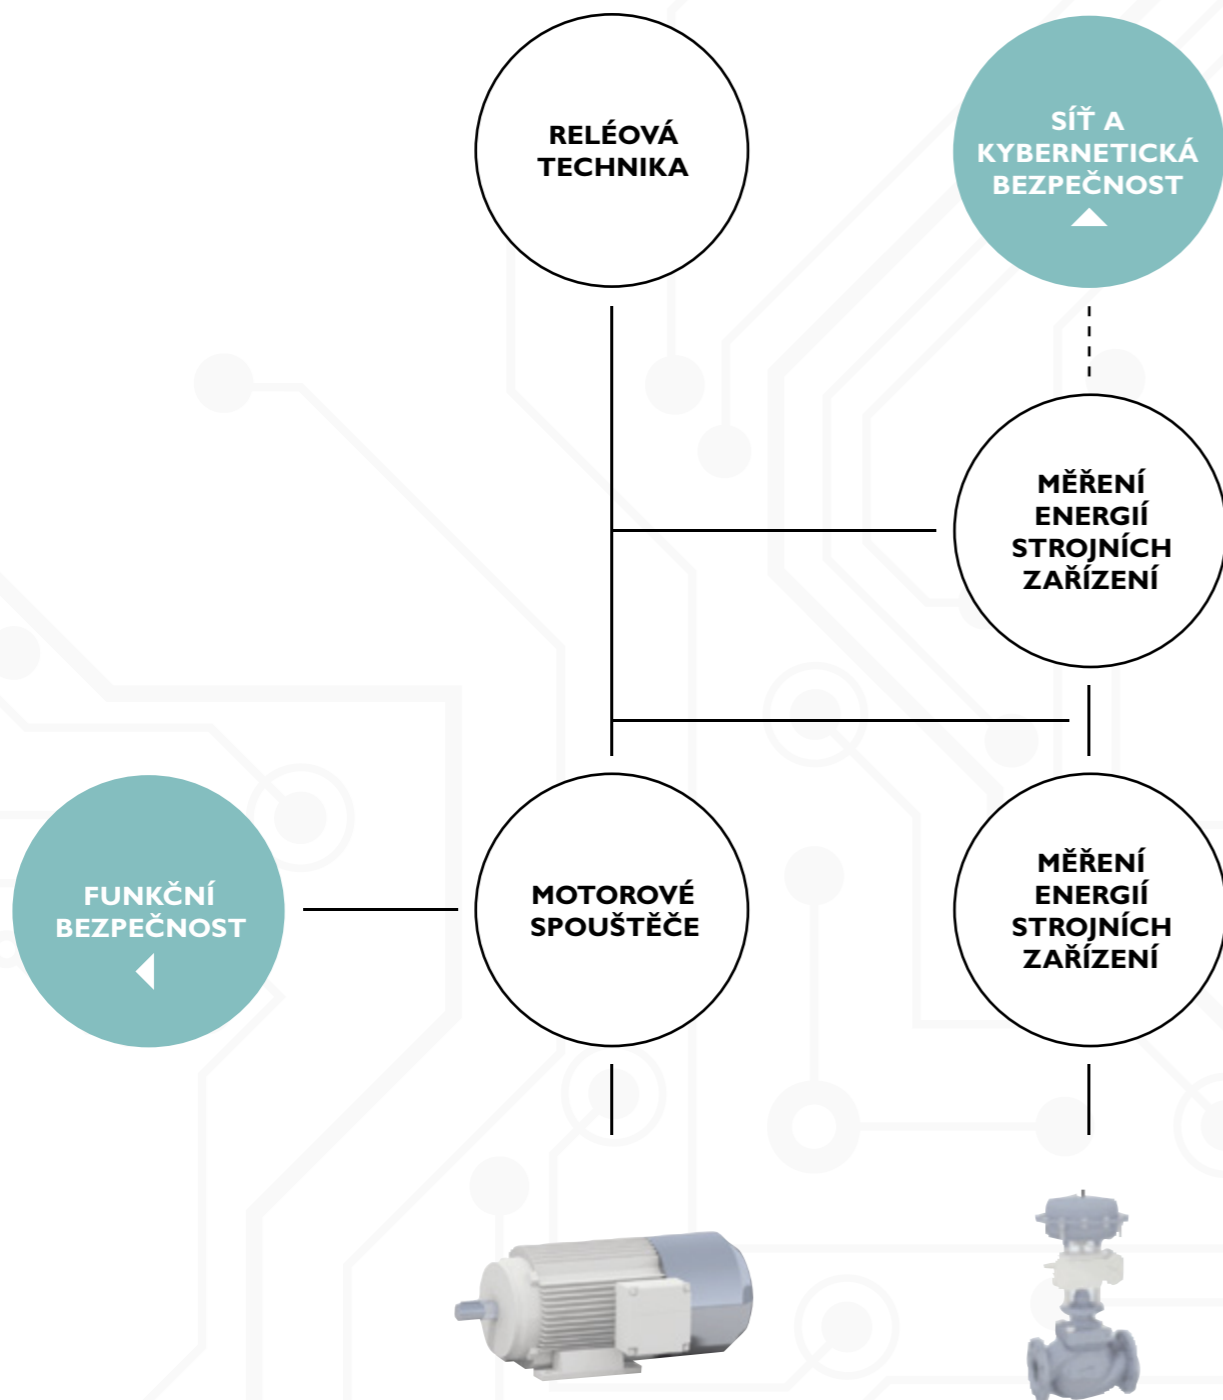 RELÉOVÁ
TECHNIKA
SÍŤ A
KYBERNETICKÁ
BEZPEČNOST
MĚŘENÍ
ENERGIÍ
STROJNÍCH
ZAŘÍZENÍ
FUNKČNÍ
BEZPEČNOST
MOTOROVÉ
SPOUŠTĚČE
MĚŘENÍ
ENERGIÍ
STROJNÍCH
ZAŘÍZENÍ